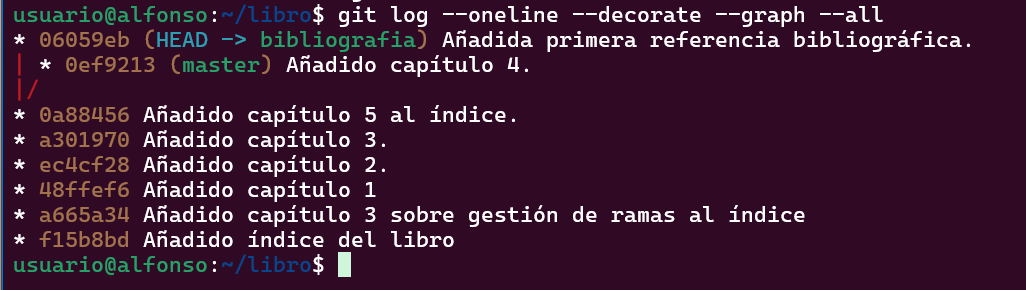 usuario@alfonso:~/libro$ git log --oneline --decorate --graph --all
* 06059eb (HEAD -> bibliografia) Añadida primera referencia bibliográfica.
| * 0ef9213 (master) Añadido capítulo 4.
|/
* 0a88456 Añadido capítulo 5 al índice.
* a301970 Añadido capítulo 3.
* ec4cf28 Añadido capítulo 2.
* 48ffef6 Añadido capítulo 1
* a665a34 Añadido capítulo 3 sobre gestión de ramas al índice
* f15b8bd Añadido índice del libro
usuario@alfonso:~/libro$